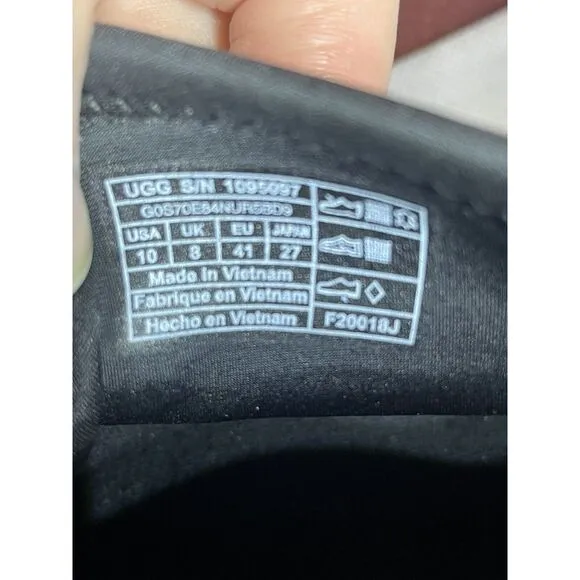 UGG S/N 1095097
USA UK EU JAPAN
10 8 41 27
Made in Vietnam
Fabrique en Vietnam
Hecho en Vietnam
F20018J